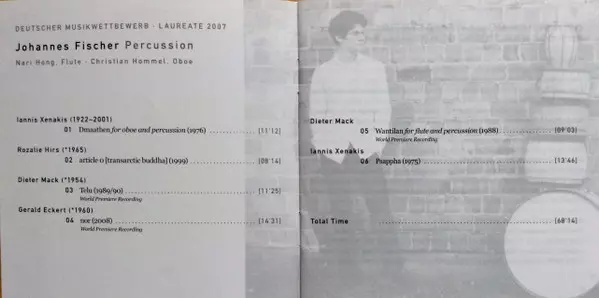 DEUTSCHER MUSIKWETTBEWERB · LAUREATE 2007
Johannes Fischer Percussion
Nari Hong, Flute · Christian Hommel, Oboe
Iannis Xenakis (1922–2001)
01 Dmaathen for oboe and percussion (1976) [11'12]
Rozalie Hirs (*1965)
02 article 0 [transarctic buddha] (1999) [08'14]
Dieter Mack (*1954)
03 Telu (1989/90) [11'25]
World Premiere Recording
Gerald Eckert (*1960)
04 nee (2008) [14'21]
World Premiere Recording
Dieter Mack
05 Wantilan for flute and percussion (1988) [09'03]
World Premiere Recording
Iannis Xenakis
06 Psappha (1975) [13'46]
Total Time [68'14]